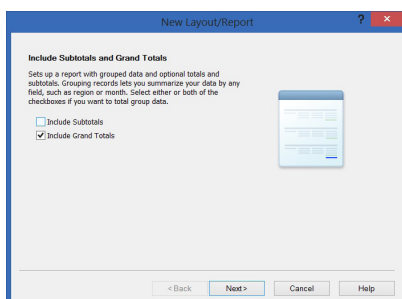 New Layout/Report
?
Include Subtotals and Grand Totals
Sets up a report with grouped data and optional totals and
subtotals. Grouping records lets you summarize your data by any
field, such as region or month. Select either or both of the
checkboxes if you want to total group data.
Include Subtotals
Include Grand Totals
< Back
Next >
Cancel
Help